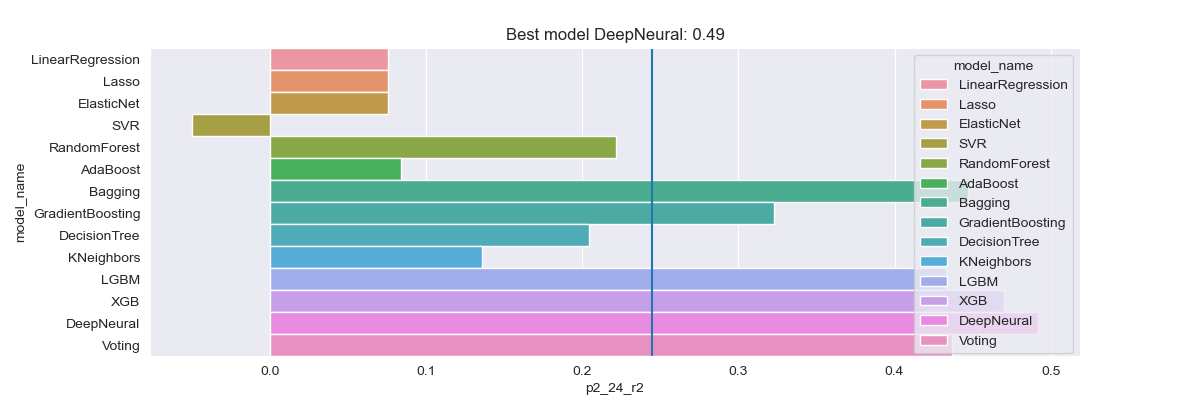 Best model DeepNeural: 0.49
model_name
LinearRegression
Lasso
ElasticNet
SVR
RandomForest
AdaBoost
Bagging
GradientBoosting
DecisionTree
KNeighbors
LGBM
XGB
DeepNeural
Voting
model_name
LinearRegression
Lasso
ElasticNet
SVR
RandomForest
AdaBoost
Bagging
GradientBoosting
DecisionTree
KNeighbors
LGBM
XGB
DeepNeural
Voting
0.0 0.1 0.2 0.3 0.4 0.5
p2_24_r2